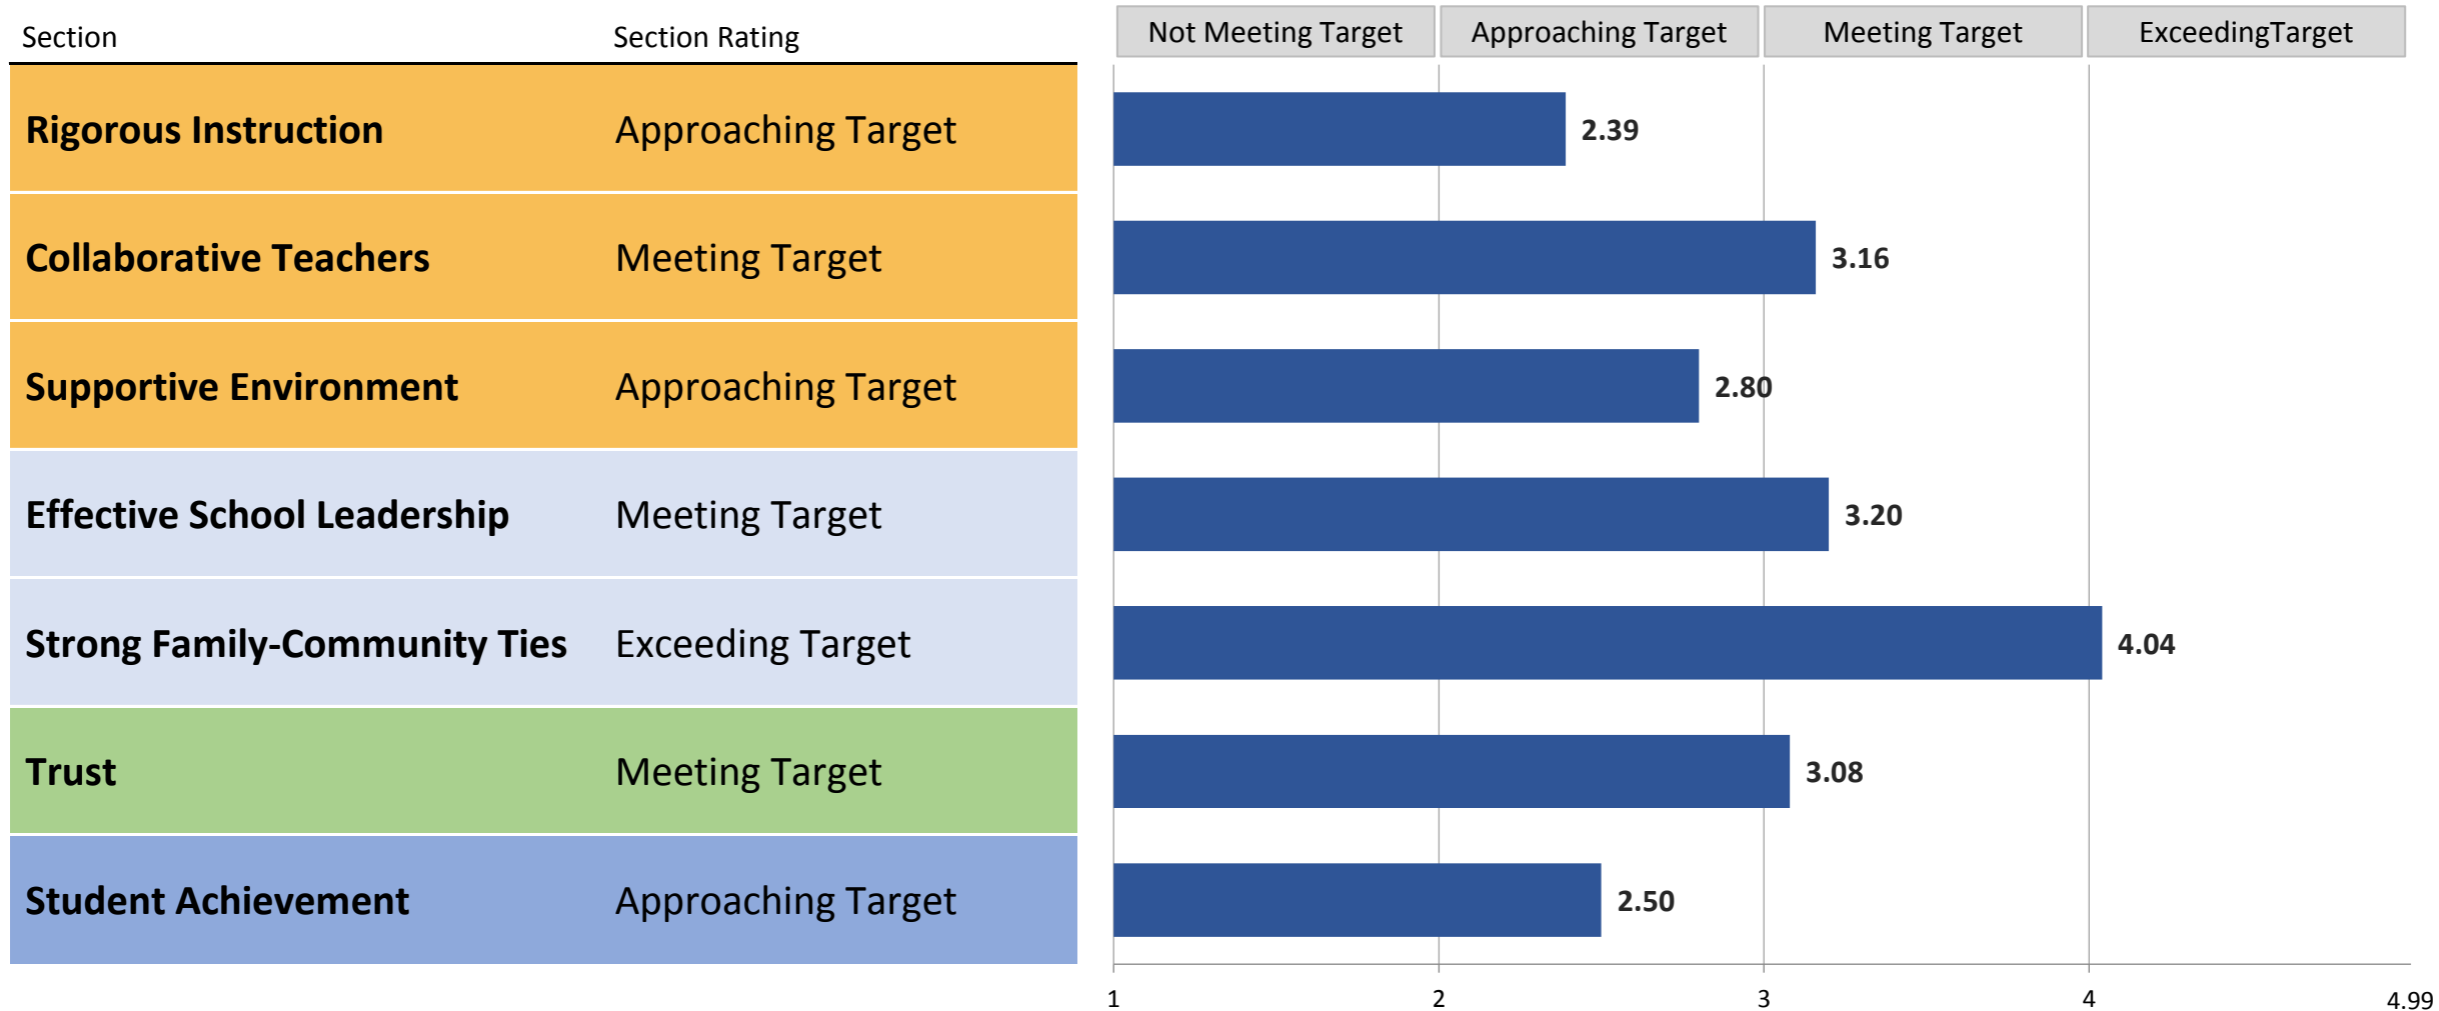 Section Section Rating Not Meeting Target Approaching Target Meeting Target ExceedingTarget
Rigorous Instruction Approaching Target 2.39
Collaborative Teachers Meeting Target 3.16
Supportive Environment Approaching Target 2.80
Effective School Leadership Meeting Target 3.20
Strong Family-Community Ties Exceeding Target 4.04
Trust Meeting Target 3.08
Student Achievement Approaching Target 2.50
1 2 3 4 4.99